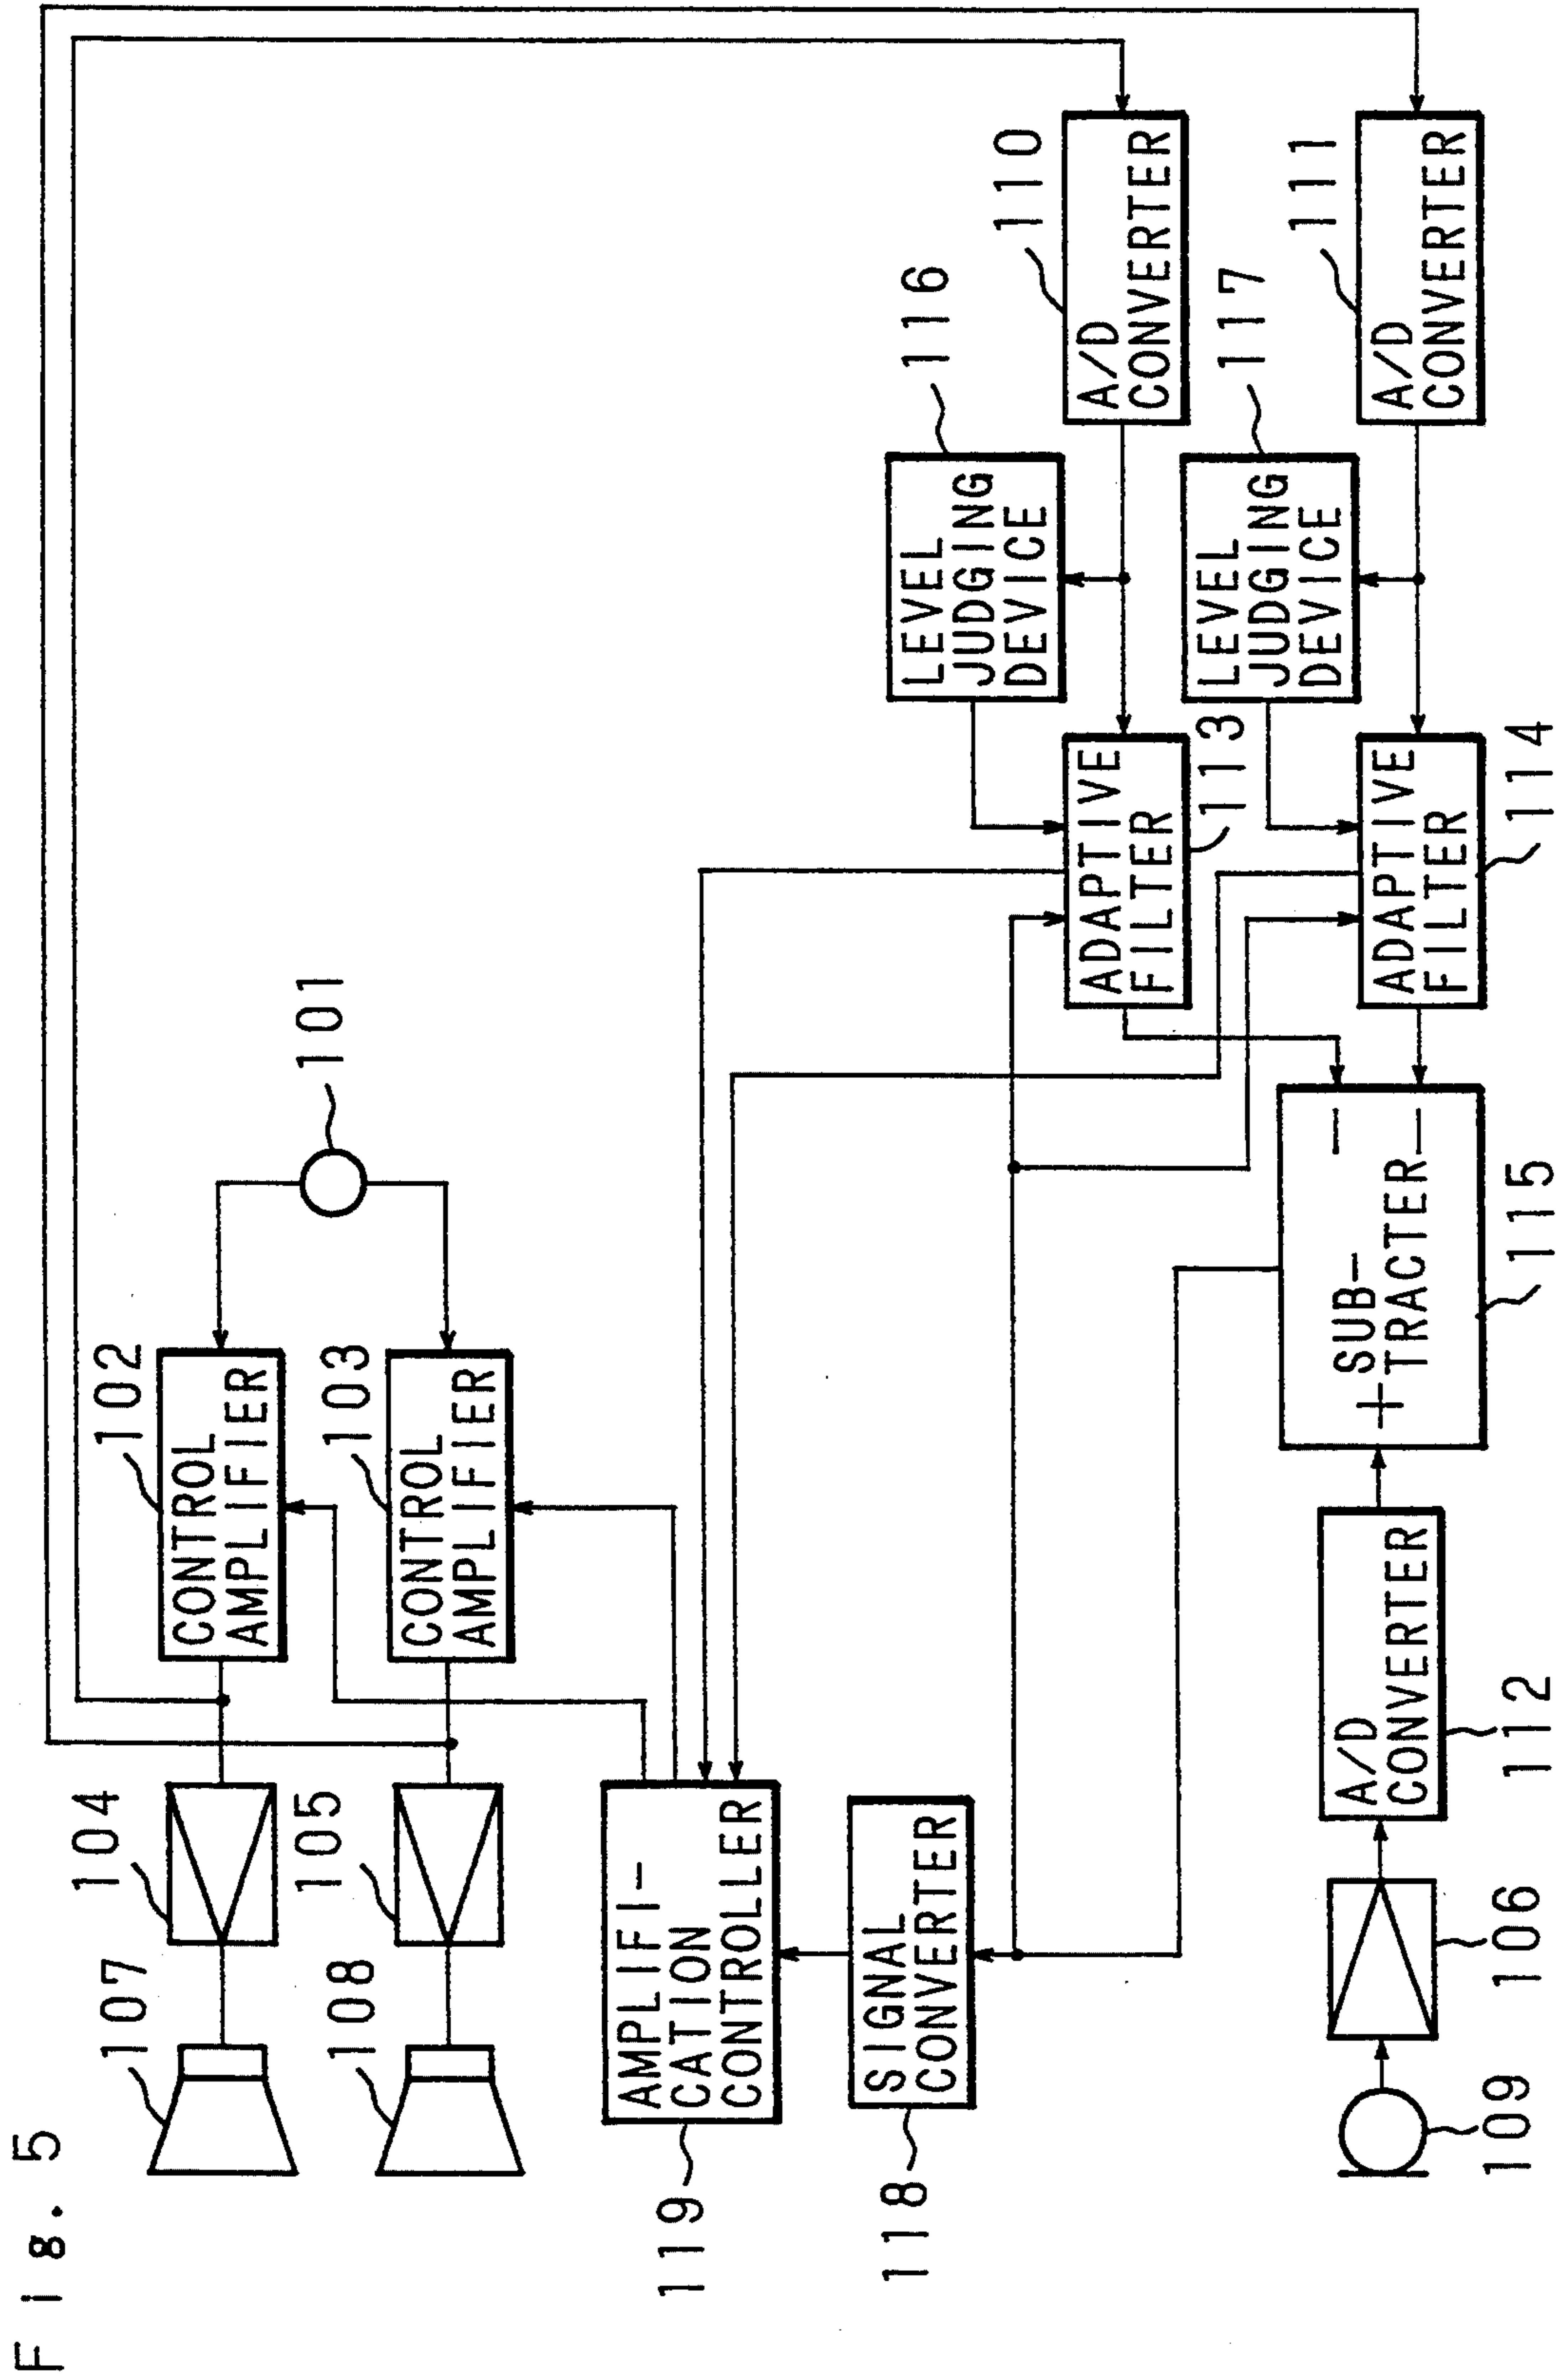 Fig. 5
107
104
102
CONTROL
AMPLIFIER
101
108
105
103
CONTROL
AMPLIFIER
119
AMPLIFI-
CATION
CONTROLLER
118
SIGNAL
CONVERTER
116
LEVEL
JUDGING
DEVICE
110
A/D
CONVERTER
ADAPTIVE
FILTER
113
117
LEVEL
JUDGING
DEVICE
111
A/D
CONVERTER
ADAPTIVE
FILTER
114
SUB-
TRACTER
+
−
−
115
A/D
CONVERTER
112
106
109